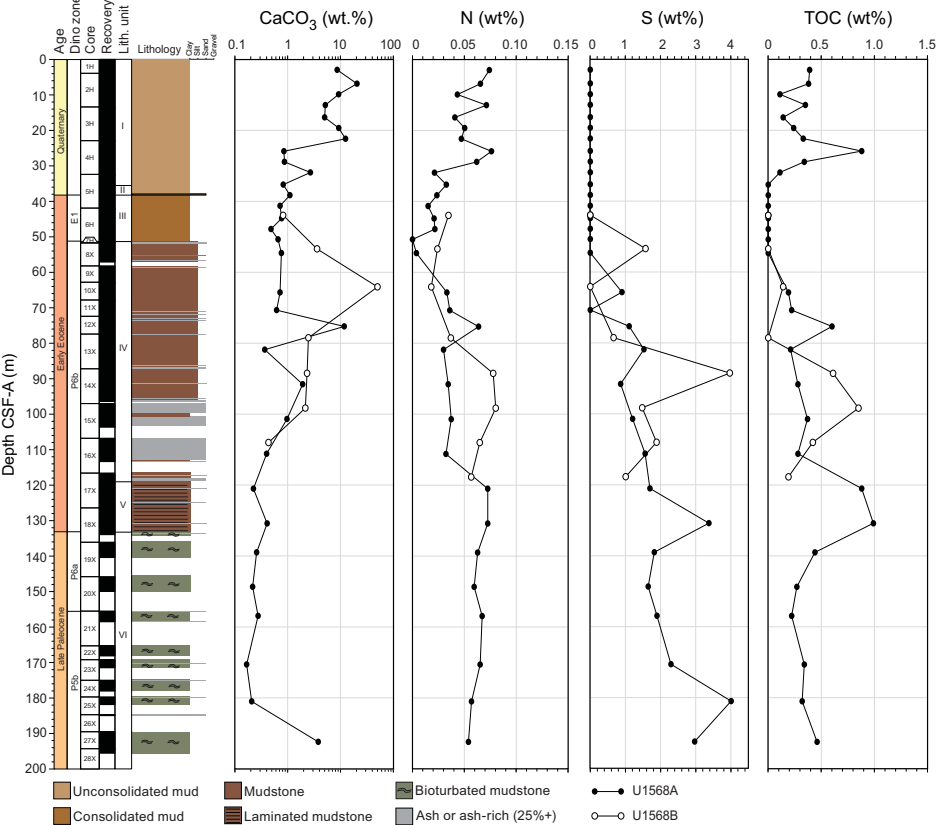 CaCO3 (wt.%)
N (wt%)
S (wt%)
TOC (wt%)
Age
Dino zone
Core
Recovery
Lith. unit
Lithology
Clay
Silt
Sand
Gravel
0.1 1 10 100
0 0.05 0.10 0.15
0 1 2 3 4
0 0.5 1.0 1.5
Depth CSF-A (m)
0
10
20
30
40
50
60
70
80
90
100
110
120
130
140
150
160
170
180
190
200
Quaternary
Early Eocene
Late Paleocene
E1
P6b
P6a
P5b
1H
2H
3H
4H
5H
6H
7H
8X
9X
10X
11X
12X
13X
14X
15X
16X
17X
18X
19X
20X
21X
22X
23X
24X
25X
26X
27X
28X
I
II
III
IV
V
VI
Unconsolidated mud
Mudstone
Bioturbated mudstone
U1568A
Consolidated mud
Laminated mudstone
Ash or ash-rich (25%+)
U1568B